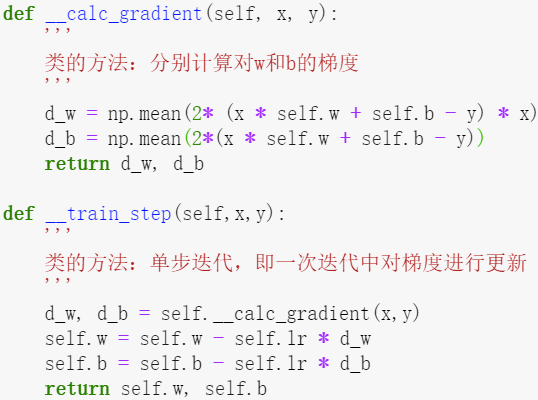 def __calc_gradient(self, x, y):
    '''
    类的方法：分别计算对w和b的梯度
    '''
    d_w = np.mean(2* (x * self.w + self.b - y) * x)
    d_b = np.mean(2*(x * self.w + self.b - y))
    return d_w, d_b
def __train_step(self,x,y):
    '''
    类的方法：单步迭代，即一次迭代中对梯度进行更新
    '''
    d_w, d_b = self.__calc_gradient(x,y)
    self.w = self.w - self.lr * d_w
    self.b = self.b - self.lr * d_b
    return self.w, self.b